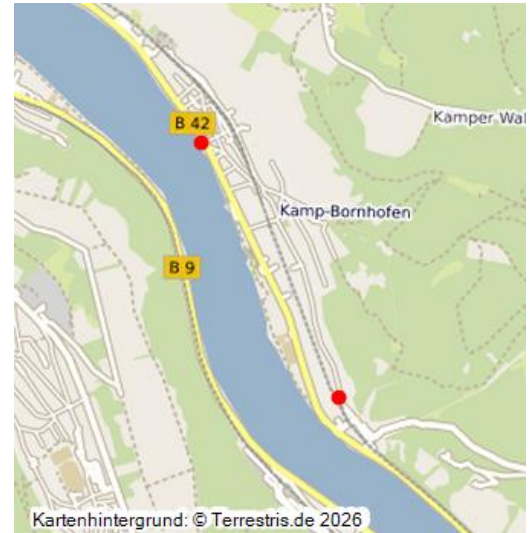 Kamper Wal
B 42
Kamp-Bornhofen
B 9
Kartenhintergrund: © Terrestris.de 2026